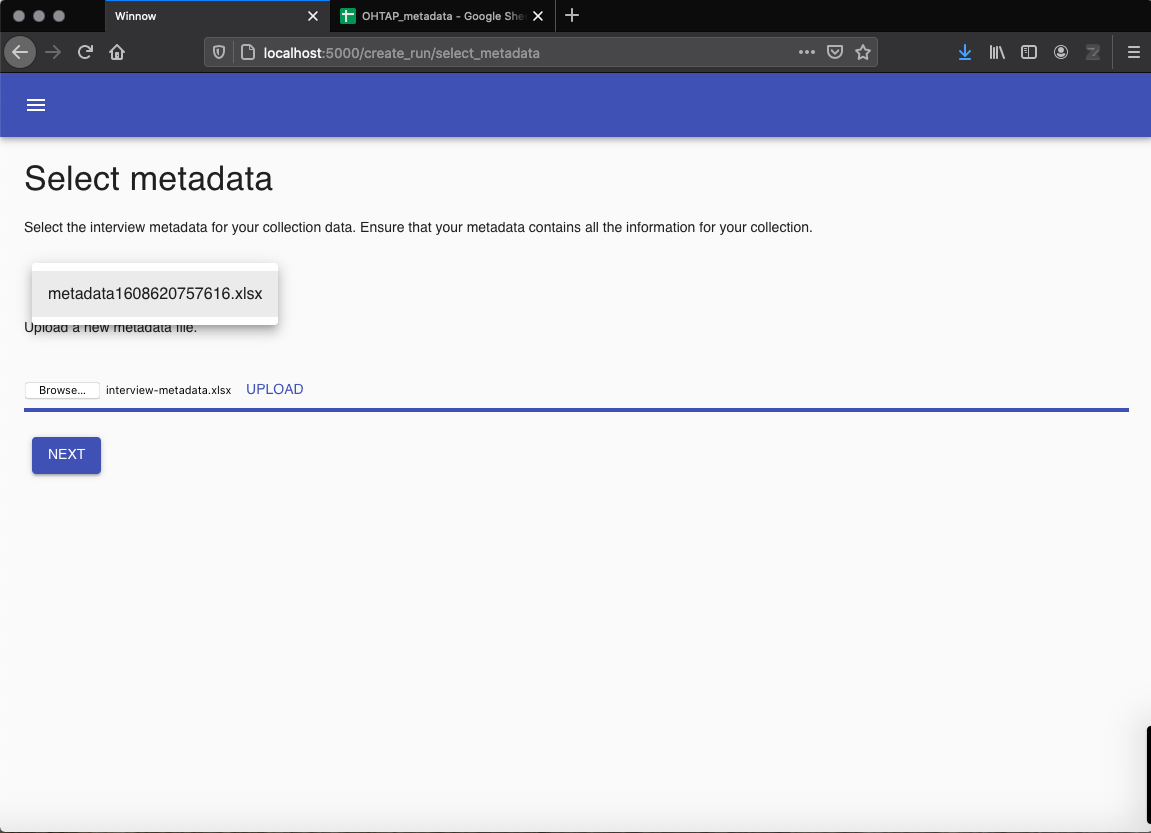 Winnow
OHTAP_metadata - Google She
localhost:5000/create_run/select_metadata
Select metadata
Select the interview metadata for your collection data. Ensure that your metadata contains all the information for your collection.
metadata1608620757616.xlsx
Upload a new metadata file.
Browse... interview-metadata.xlsx UPLOAD
NEXT